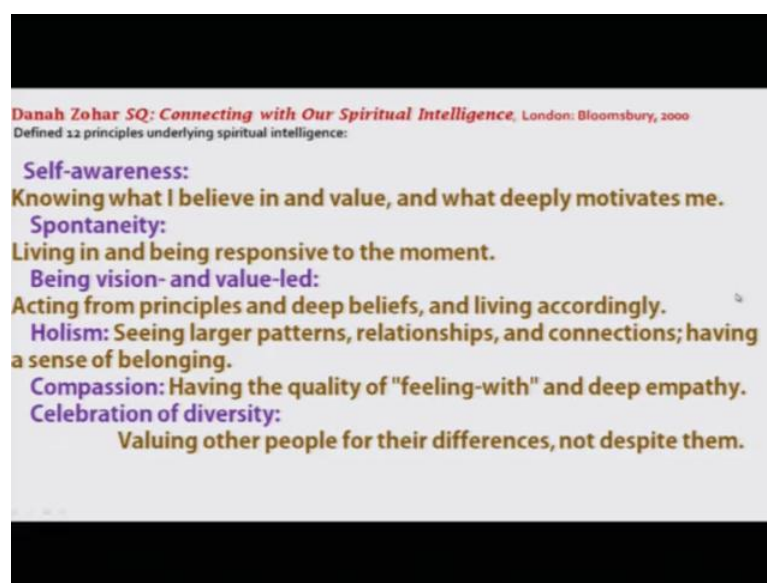 Danah Zohar SQ: Connecting with Our Spiritual Intelligence, London: Bloomsbury, 2000
Defined 12 principles underlying spiritual intelligence:
Self-awareness:
Knowing what I believe in and value, and what deeply motivates me.
Spontaneity:
Living in and being responsive to the moment.
Being vision- and value-led:
Acting from principles and deep beliefs, and living accordingly.
Holism: Seeing larger patterns, relationships, and connections; having
a sense of belonging.
Compassion: Having the quality of "feeling-with" and deep empathy.
Celebration of diversity:
Valuing other people for their differences, not despite them.